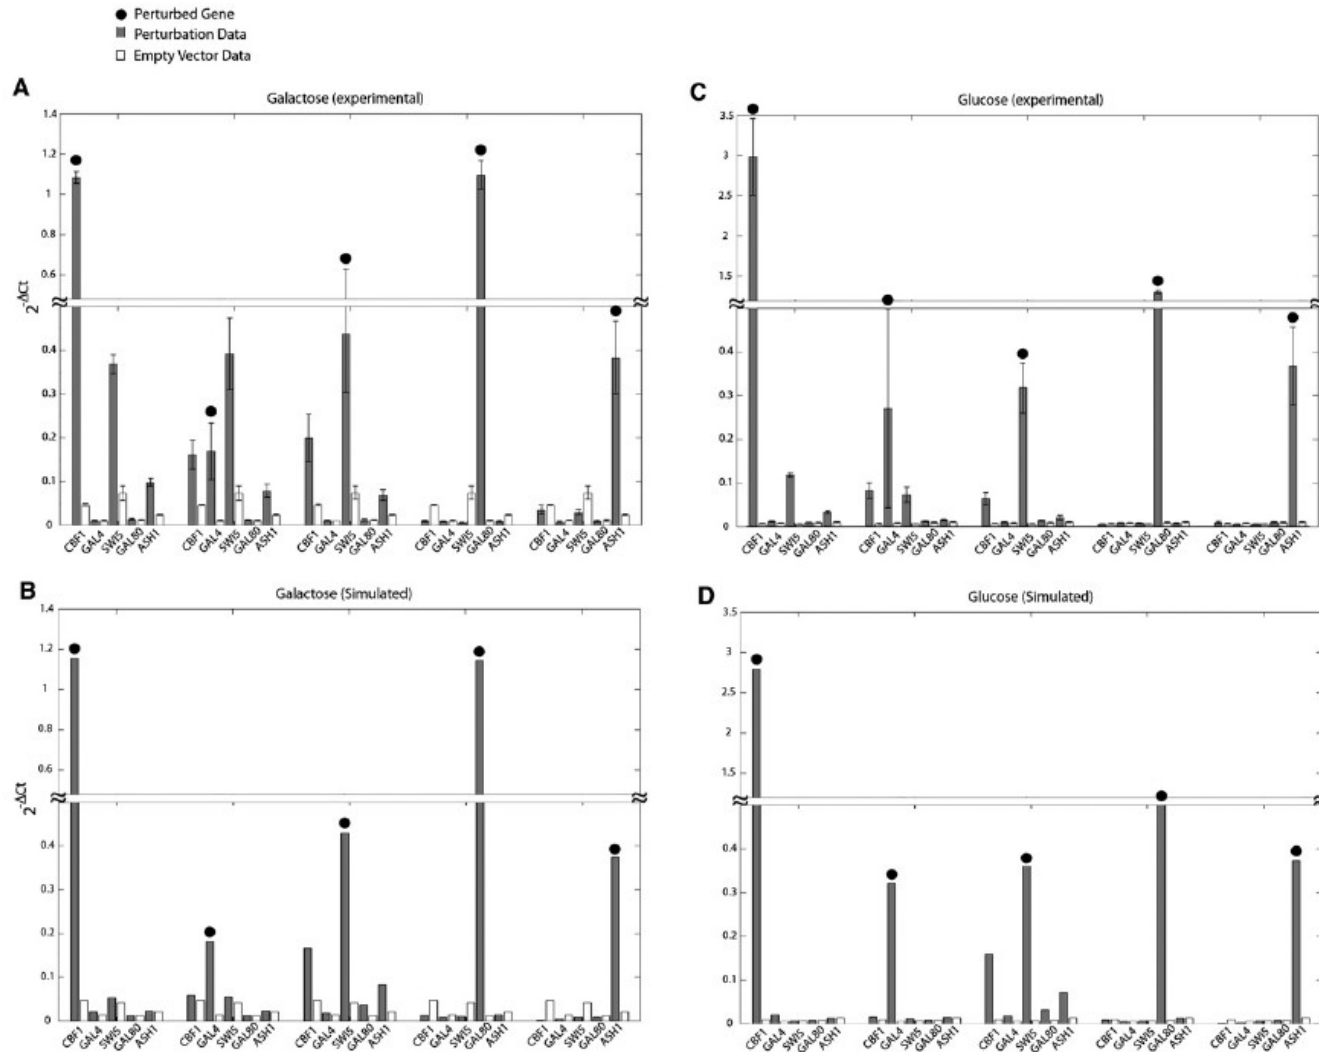 Perturbed Gene
Perturbation Data
Empty Vector Data
A
Galactose (experimental)
1.4
1.2
1
0.8
0.6
0.4
0.3
0.2
0.1
0
2^-ΔCt
CBF1 GAL4 SWI5 GAL80 ASH1 CBF1 GAL4 SWI5 GAL80 ASH1 CBF1 GAL4 SWI5 GAL80 ASH1 CBF1 GAL4 SWI5 GAL80 ASH1 CBF1 GAL4 SWI5 GAL80 ASH1
C
Glucose (experimental)
3.5
3
2.5
2
1.5
0.4
0.3
0.2
0.1
0
CBF1 GAL4 SWI5 GAL80 ASH1 CBF1 GAL4 SWI5 GAL80 ASH1 CBF1 GAL4 SWI5 GAL80 ASH1 CBF1 GAL4 SWI5 GAL80 ASH1 CBF1 GAL4 SWI5 GAL80 ASH1
B
Galactose (Simulated)
1.4
1.2
1
0.8
0.6
0.4
0.3
0.2
0.1
0
2^-ΔCt
CBF1 GAL4 SWI5 GAL80 ASH1 CBF1 GAL4 SWI5 GAL80 ASH1 CBF1 GAL4 SWI5 GAL80 ASH1 CBF1 GAL4 SWI5 GAL80 ASH1 CBF1 GAL4 SWI5 GAL80 ASH1
D
Glucose (Simulated)
3.5
3
2.5
2
1.5
0.4
0.3
0.2
0.1
0
CBF1 GAL4 SWI5 GAL80 ASH1 CBF1 GAL4 SWI5 GAL80 ASH1 CBF1 GAL4 SWI5 GAL80 ASH1 CBF1 GAL4 SWI5 GAL80 ASH1 CBF1 GAL4 SWI5 GAL80 ASH1